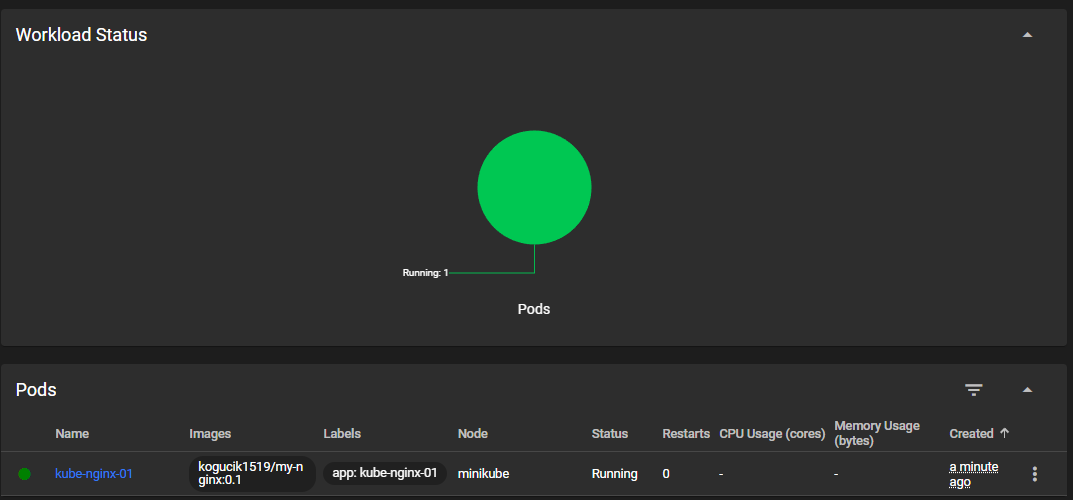 Workload Status
Running: 1
Pods
Pods
Name Images Labels Node Status Restarts CPU Usage (cores) Memory Usage (bytes) Created
kube-nginx-01 kogucik1519/my-nginx:0.1 app: kube-nginx-01 minikube Running 0 - - a minute ago